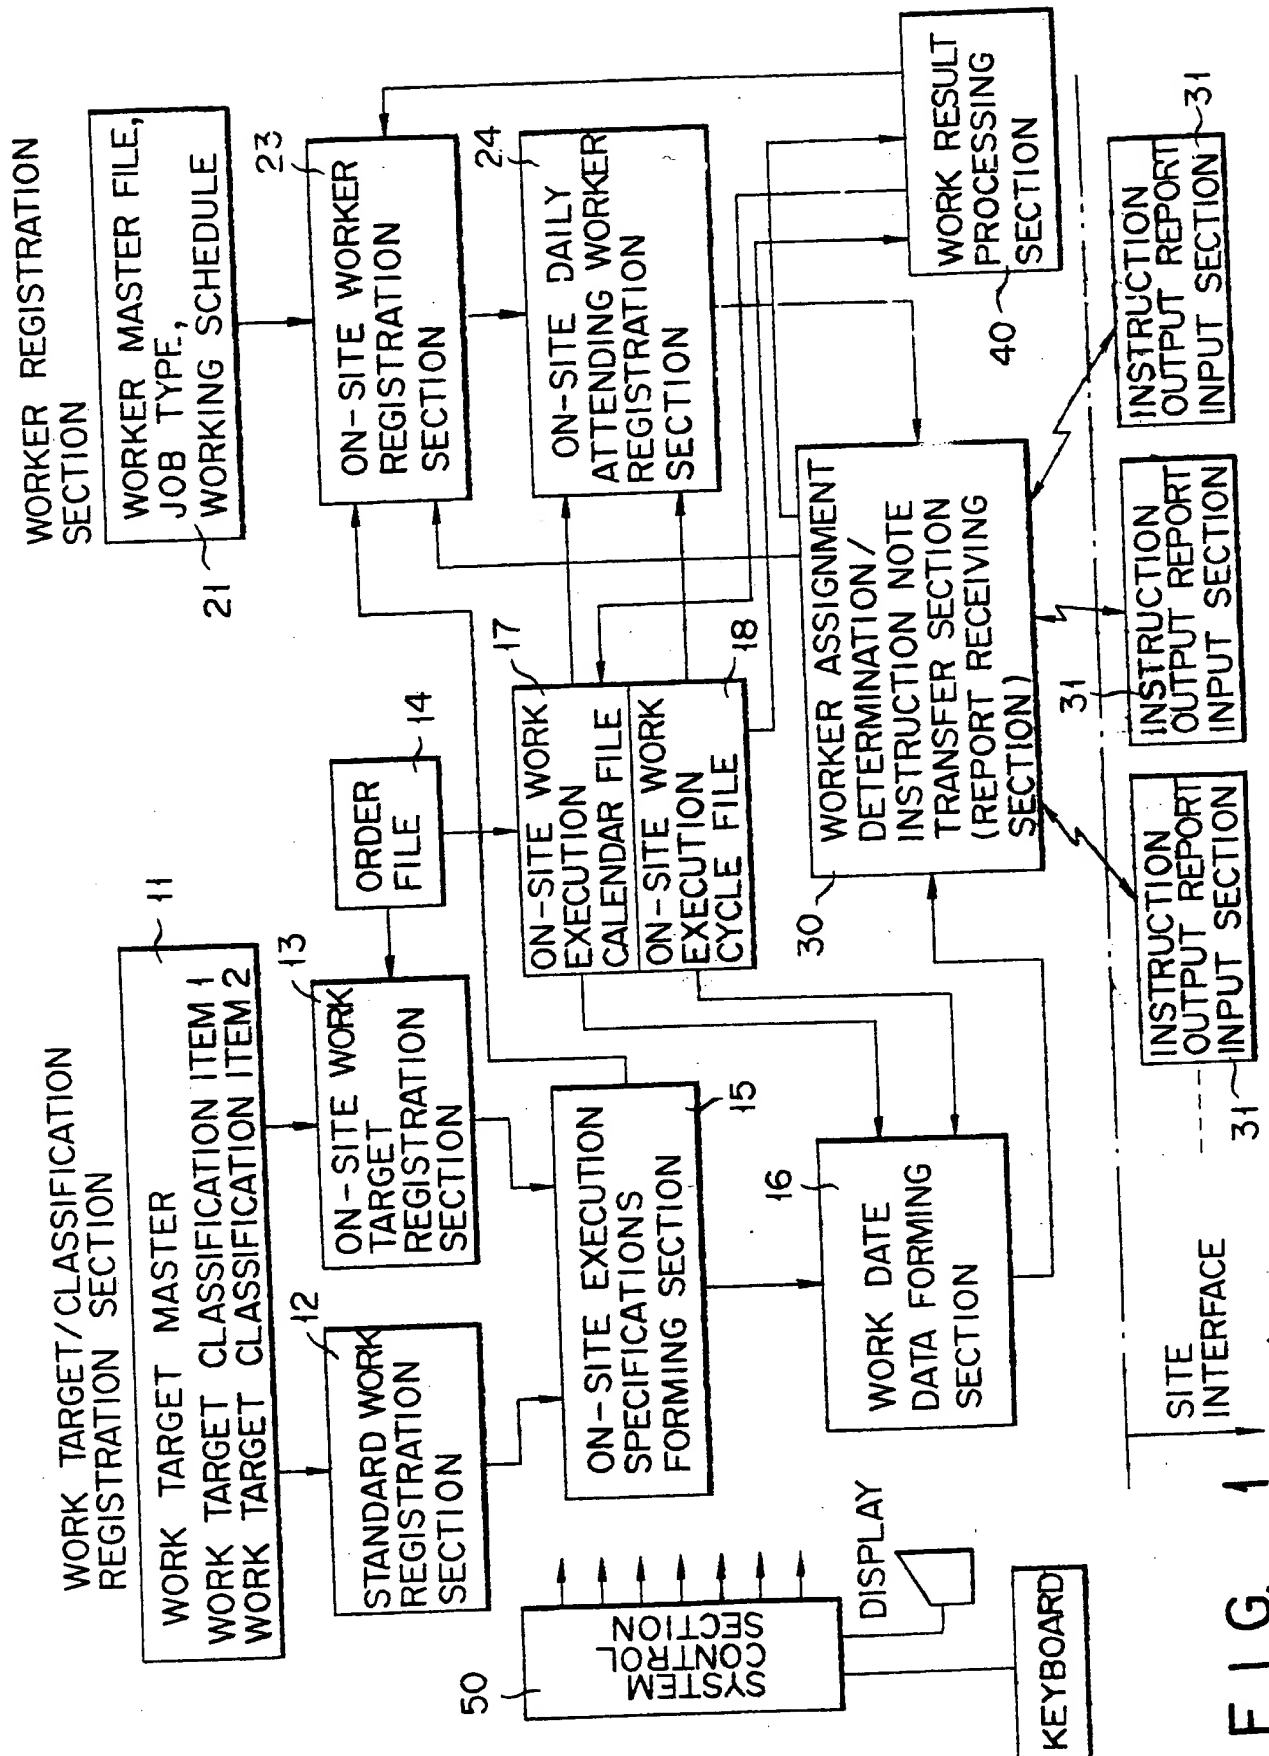 WORK TARGET/CLASSIFICATION
REGISTRATION SECTION
11
WORK TARGET MASTER
WORK TARGET CLASSIFICATION ITEM 1
WORK TARGET CLASSIFICATION ITEM 2
WORKER REGISTRATION
SECTION
WORKER MASTER FILE,
JOB TYPE,
WORKING SCHEDULE
21
12
STANDARD WORK
REGISTRATION
SECTION
13
ON-SITE WORK
TARGET
REGISTRATION
SECTION
14
ORDER
FILE
23
ON-SITE WORKER
REGISTRATION
SECTION
ON-SITE EXECUTION
SPECIFICATIONS
FORMING SECTION
15
17
ON-SITE WORK
EXECUTION
CALENDAR FILE
ON-SITE WORK
EXECUTION
CYCLE FILE
18
24
ON-SITE DAILY
ATTENDING WORKER
REGISTRATION
SECTION
50
SYSTEM
CONTROL
SECTION
DISPLAY
KEYBOARD
16
WORK DATE
DATA FORMING
SECTION
30
WORKER ASSIGNMENT
DETERMINATION/
INSTRUCTION NOTE
TRANSFER SECTION
(REPORT RECEIVING
SECTION)
40
WORK RESULT
PROCESSING
SECTION
SITE
INTERFACE
31
INSTRUCTION
OUTPUT REPORT
INPUT SECTION
31
INSTRUCTION
OUTPUT REPORT
INPUT SECTION
31
INSTRUCTION
OUTPUT REPORT
INPUT SECTION
FIG. 1